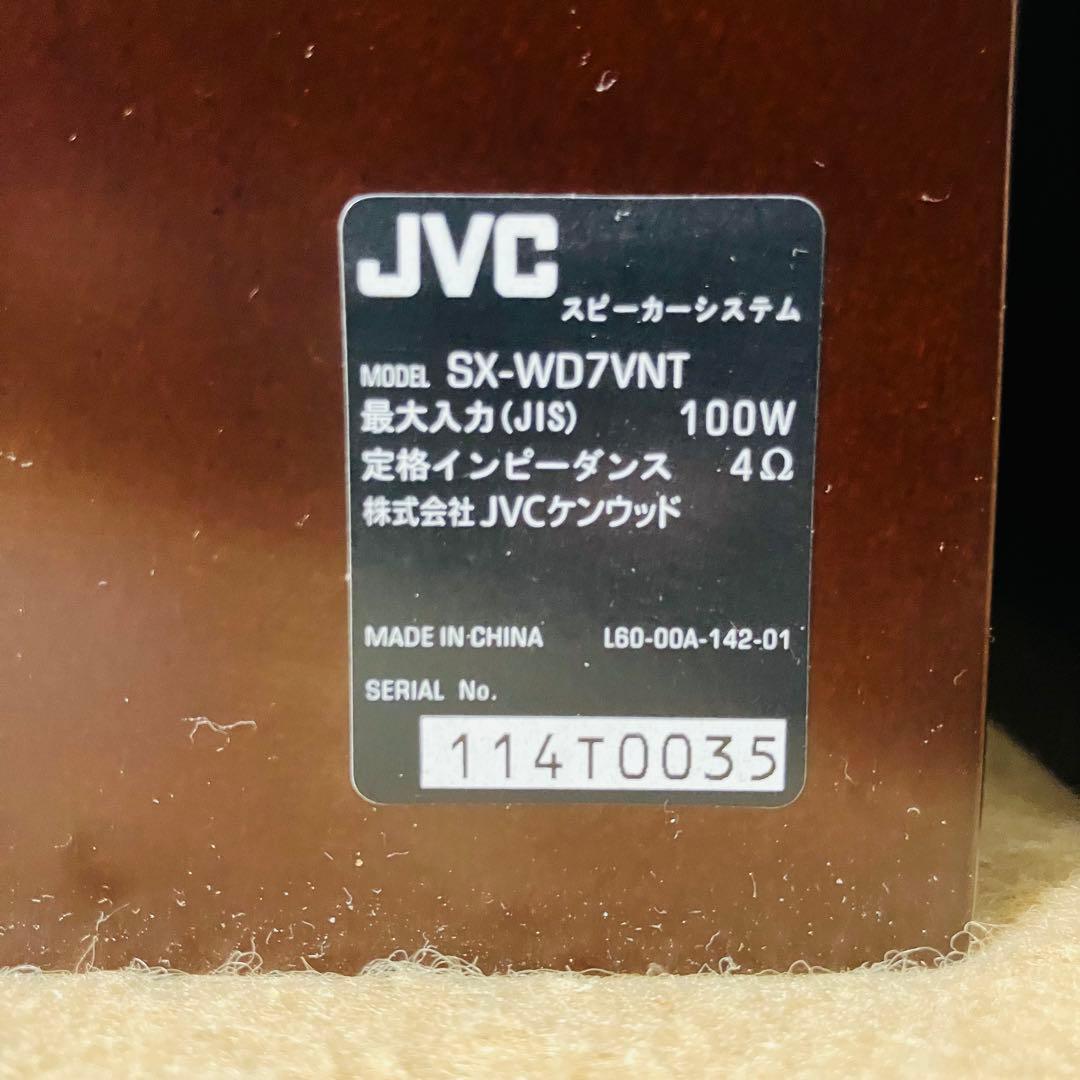 JVC
スピーカーシステム
MODEL SX-WD7VNT
最大入力(JIS) 100W
定格インピーダンス 4Ω
株式会社JVCケンウッド
MADE IN CHINA L60-00A-142-01
SERIAL No.
114T0035